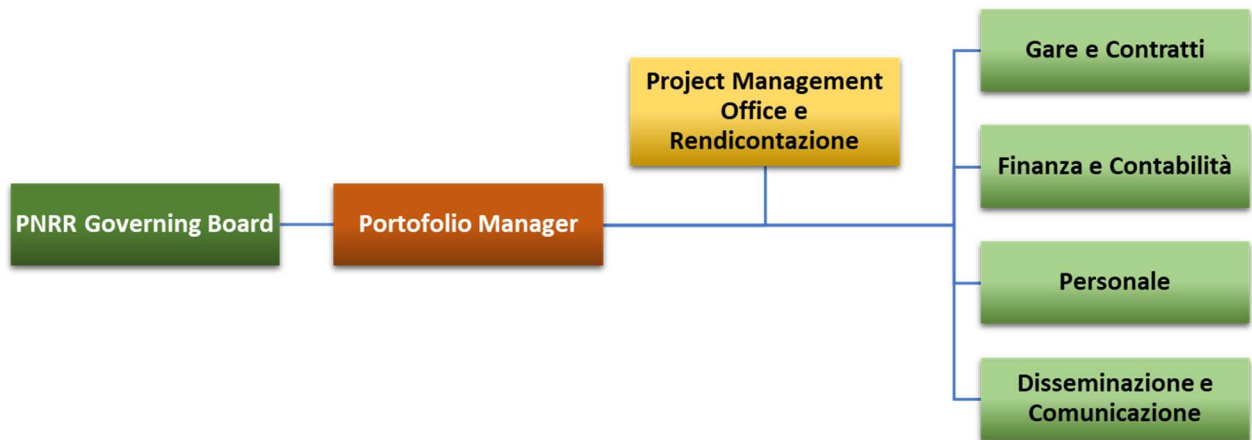 PNRR Governing Board
Portofolio Manager
Project Management
Office e
Rendicontazione
Gare e Contratti
Finanza e Contabilità
Personale
Disseminazione e
Comunicazione